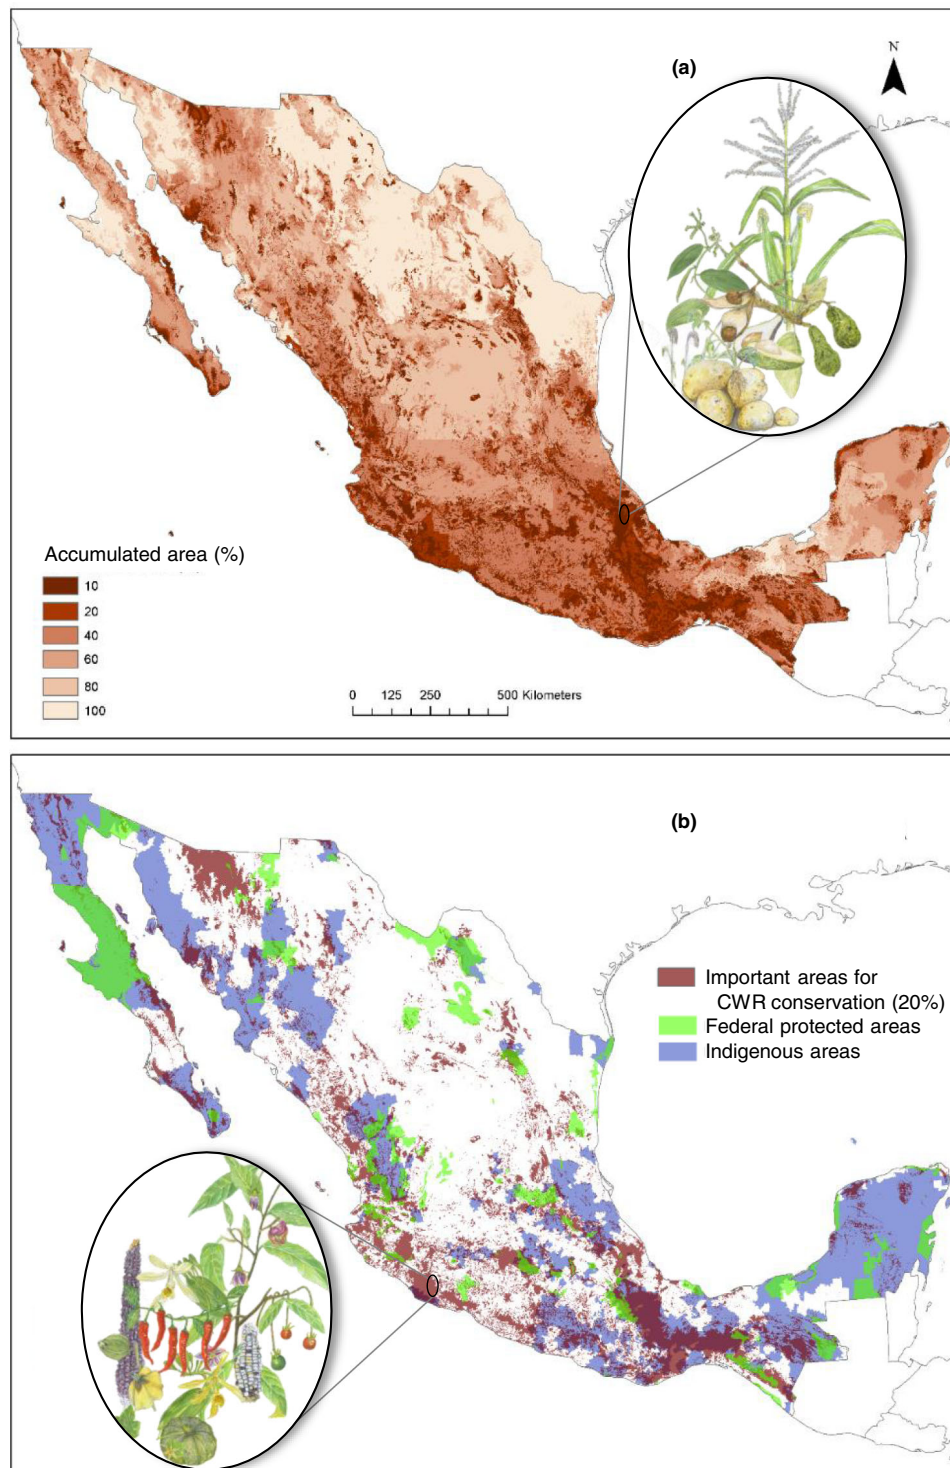 (a)
N
Accumulated area (%)
10
20
40
60
80
100
0 125 250 500 Kilometers
(b)
Important areas for
CWR conservation (20%)
Federal protected areas
Indigenous areas